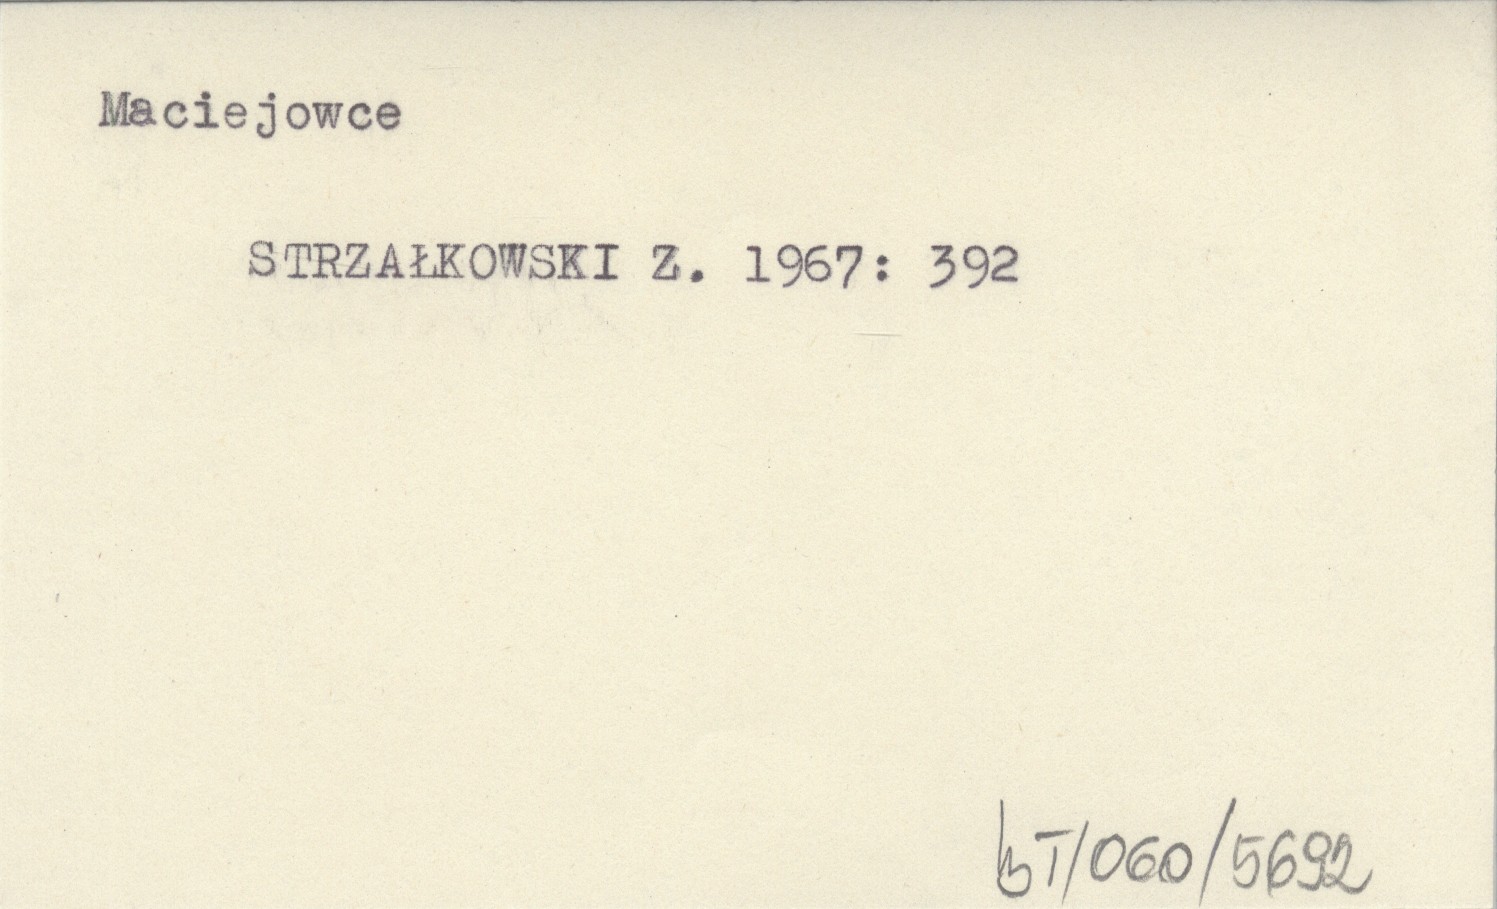 Maciejowce
STRZAŁKOWSKI Z. 1967: 392
BT/060/5692